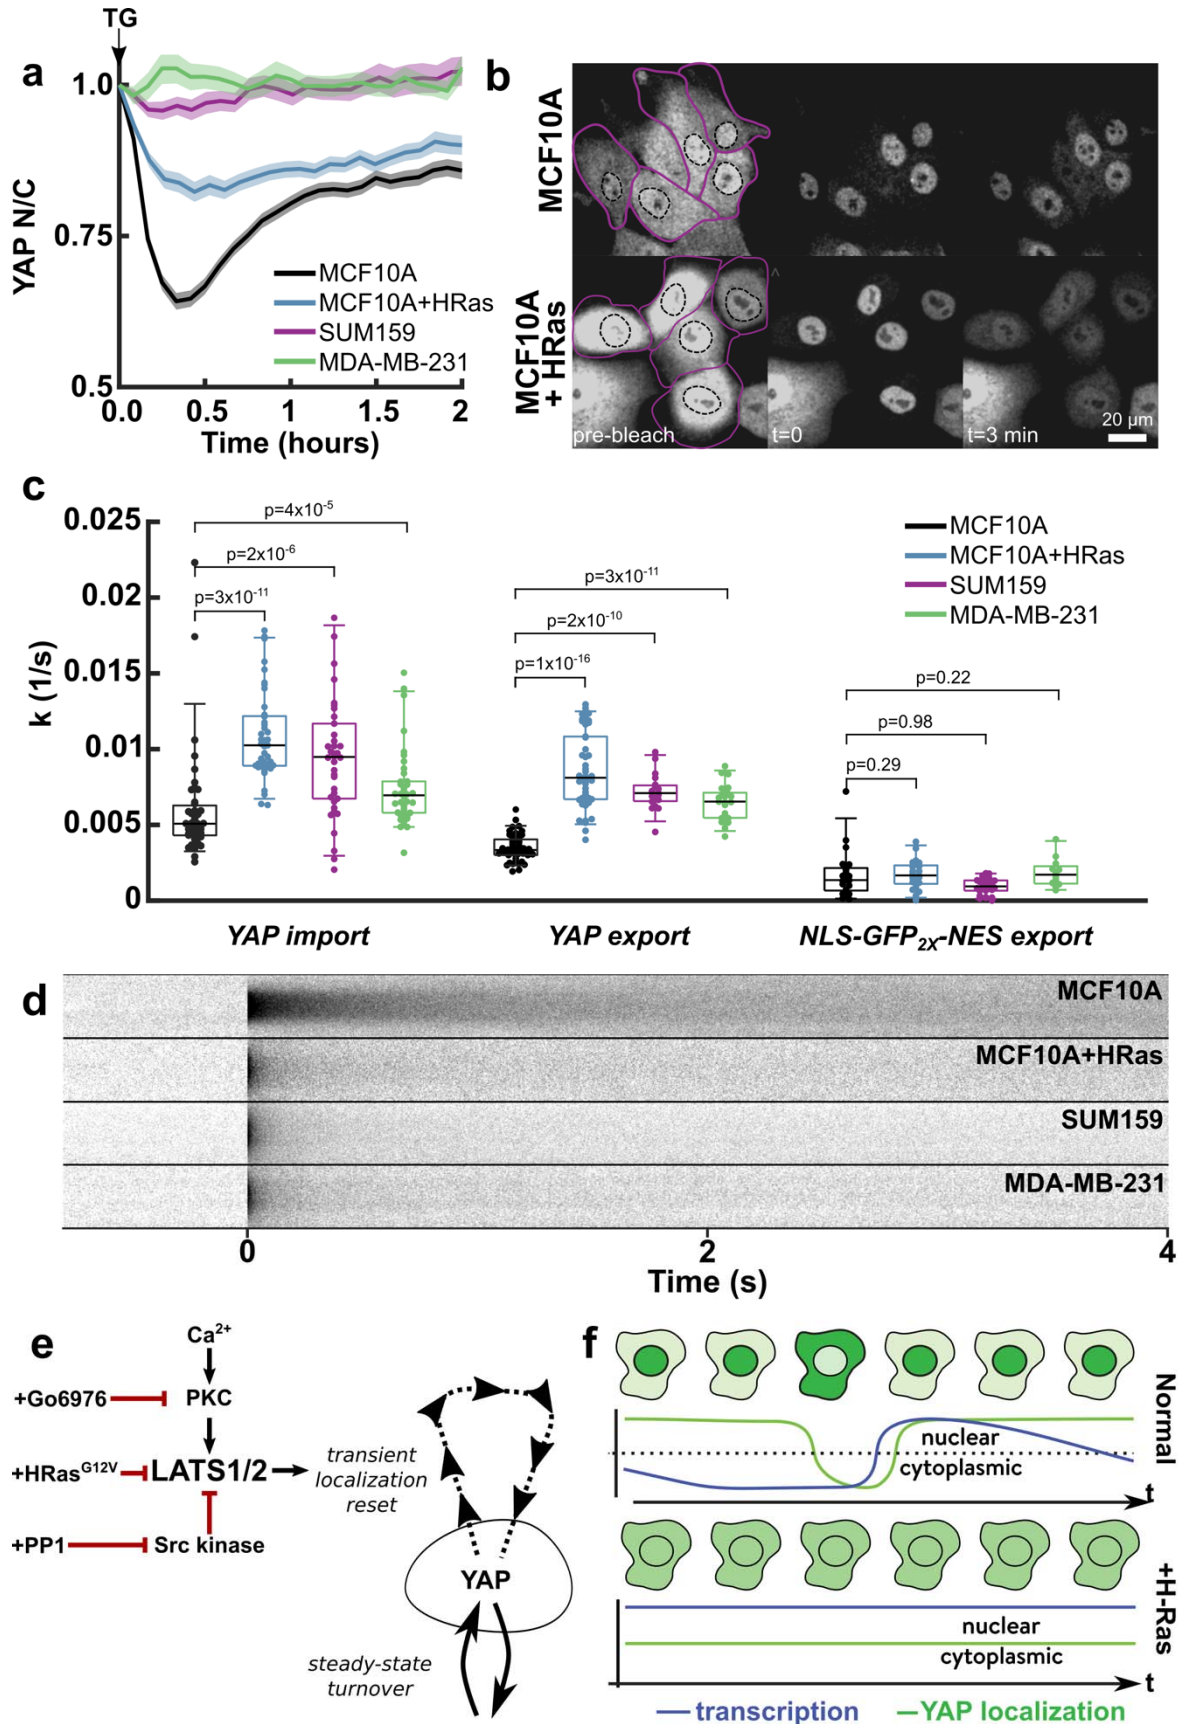 TG
a
1.0
0.75
0.5
YAP N/C
0.0
0.5
1
1.5
2
Time (hours)
MCF10A
MCF10A+HRas
SUM159
MDA-MB-231
b
MCF10A
MCF10A
+ HRas
pre-bleach
t=0
t=3 min
20 µm
^
c
0.025
0.02
0.015
0.01
0.005
0
k (1/s)
p=4x10-5
p=2x10-6
p=3x10-11
p=3x10-11
p=2x10-10
p=1x10-16
p=0.22
p=0.98
p=0.29
MCF10A
MCF10A+HRas
SUM159
MDA-MB-231
YAP import
YAP export
NLS-GFP2X-NES export
d
MCF10A
MCF10A+HRas
SUM159
MDA-MB-231
0
2
4
Time (s)
e
Ca2+
+Go6976
PKC
+HRasG12V
LATS1/2
+PP1
Src kinase
transient
localization
reset
YAP
steady-state
turnover
f
Normal
nuclear
cytoplasmic
t
+H-Ras
nuclear
cytoplasmic
t
transcription
YAP localization